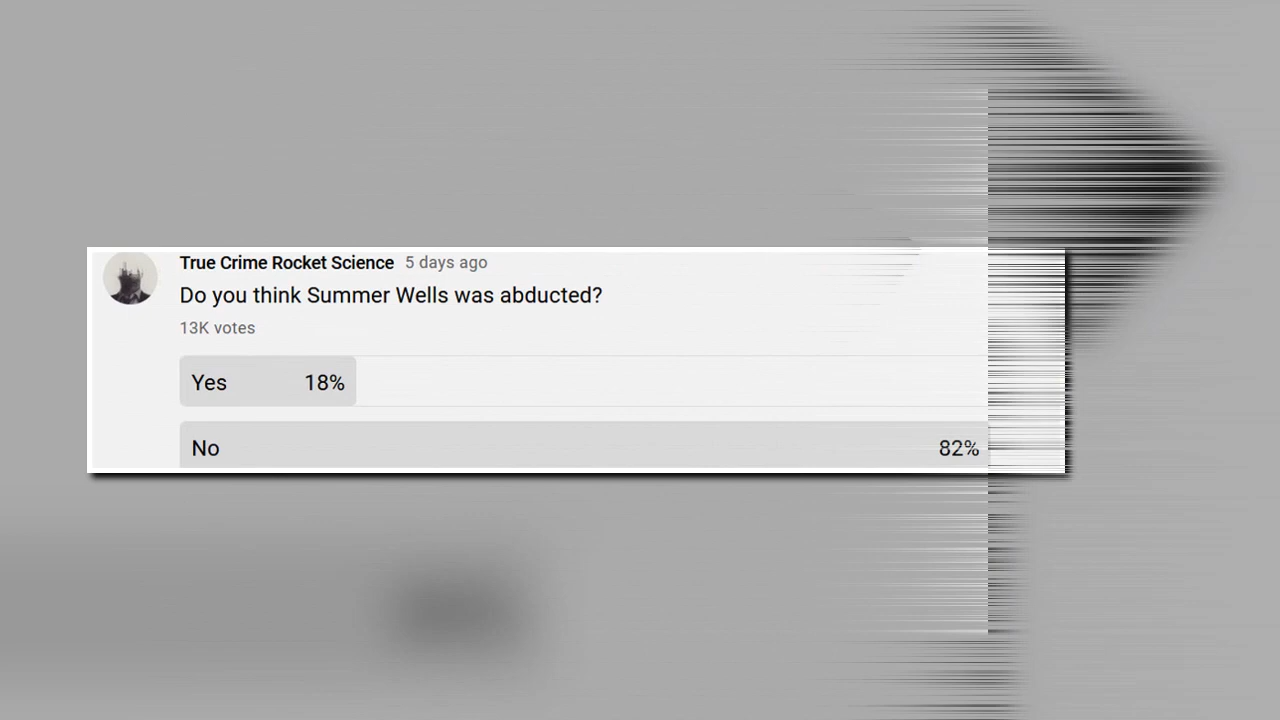 True Crime Rocket Science 5 days ago
Do you think Summer Wells was abducted?
13K votes
Yes 18%
No 82%